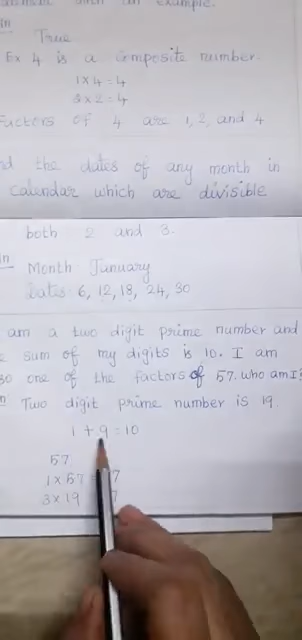 True
Ex 4 is a composite number.
1 x 4 = 4
2 x 2 = 4
Factors of 4 are 1, 2, and 4
the dates of any month in
calendar which are divisible
both 2 and 3.
Month January
Dates 6, 12, 18, 24, 30
am a two digit prime number and
sum of my digits is 10. I am
one of the factors of 57. who am I?
Two digit prime number is 19
1 + 9 = 10
57
1 x 57 = 7
3 x 19 7